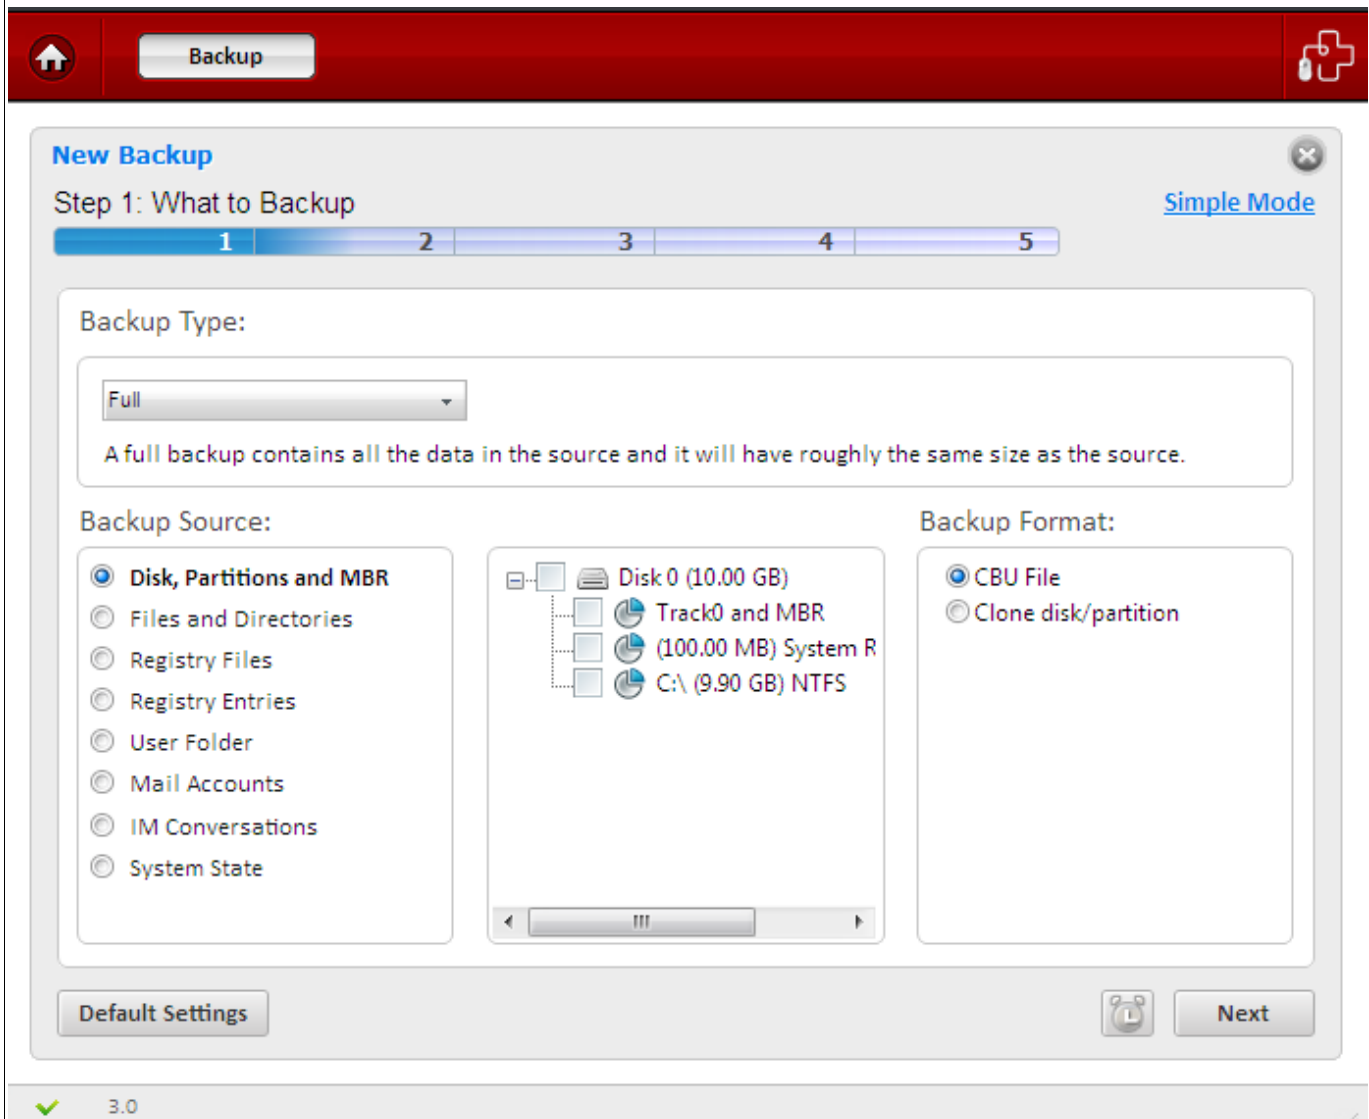 Backup
New Backup
Step 1: What to Backup
Simple Mode
1 2 3 4 5
Backup Type:
Full
A full backup contains all the data in the source and it will have roughly the same size as the source.
Backup Source:
Disk, Partitions and MBR
Files and Directories
Registry Files
Registry Entries
User Folder
Mail Accounts
IM Conversations
System State
Disk 0 (10.00 GB)
Track0 and MBR
(100.00 MB) System R
C:\ (9.90 GB) NTFS
Backup Format:
CBU File
Clone disk/partition
Default Settings
Next
3.0